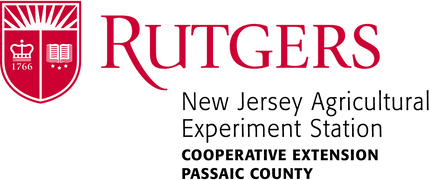 1766
RUTGERS
New Jersey Agricultural
Experiment Station
COOPERATIVE EXTENSION
PASSAIC COUNTY